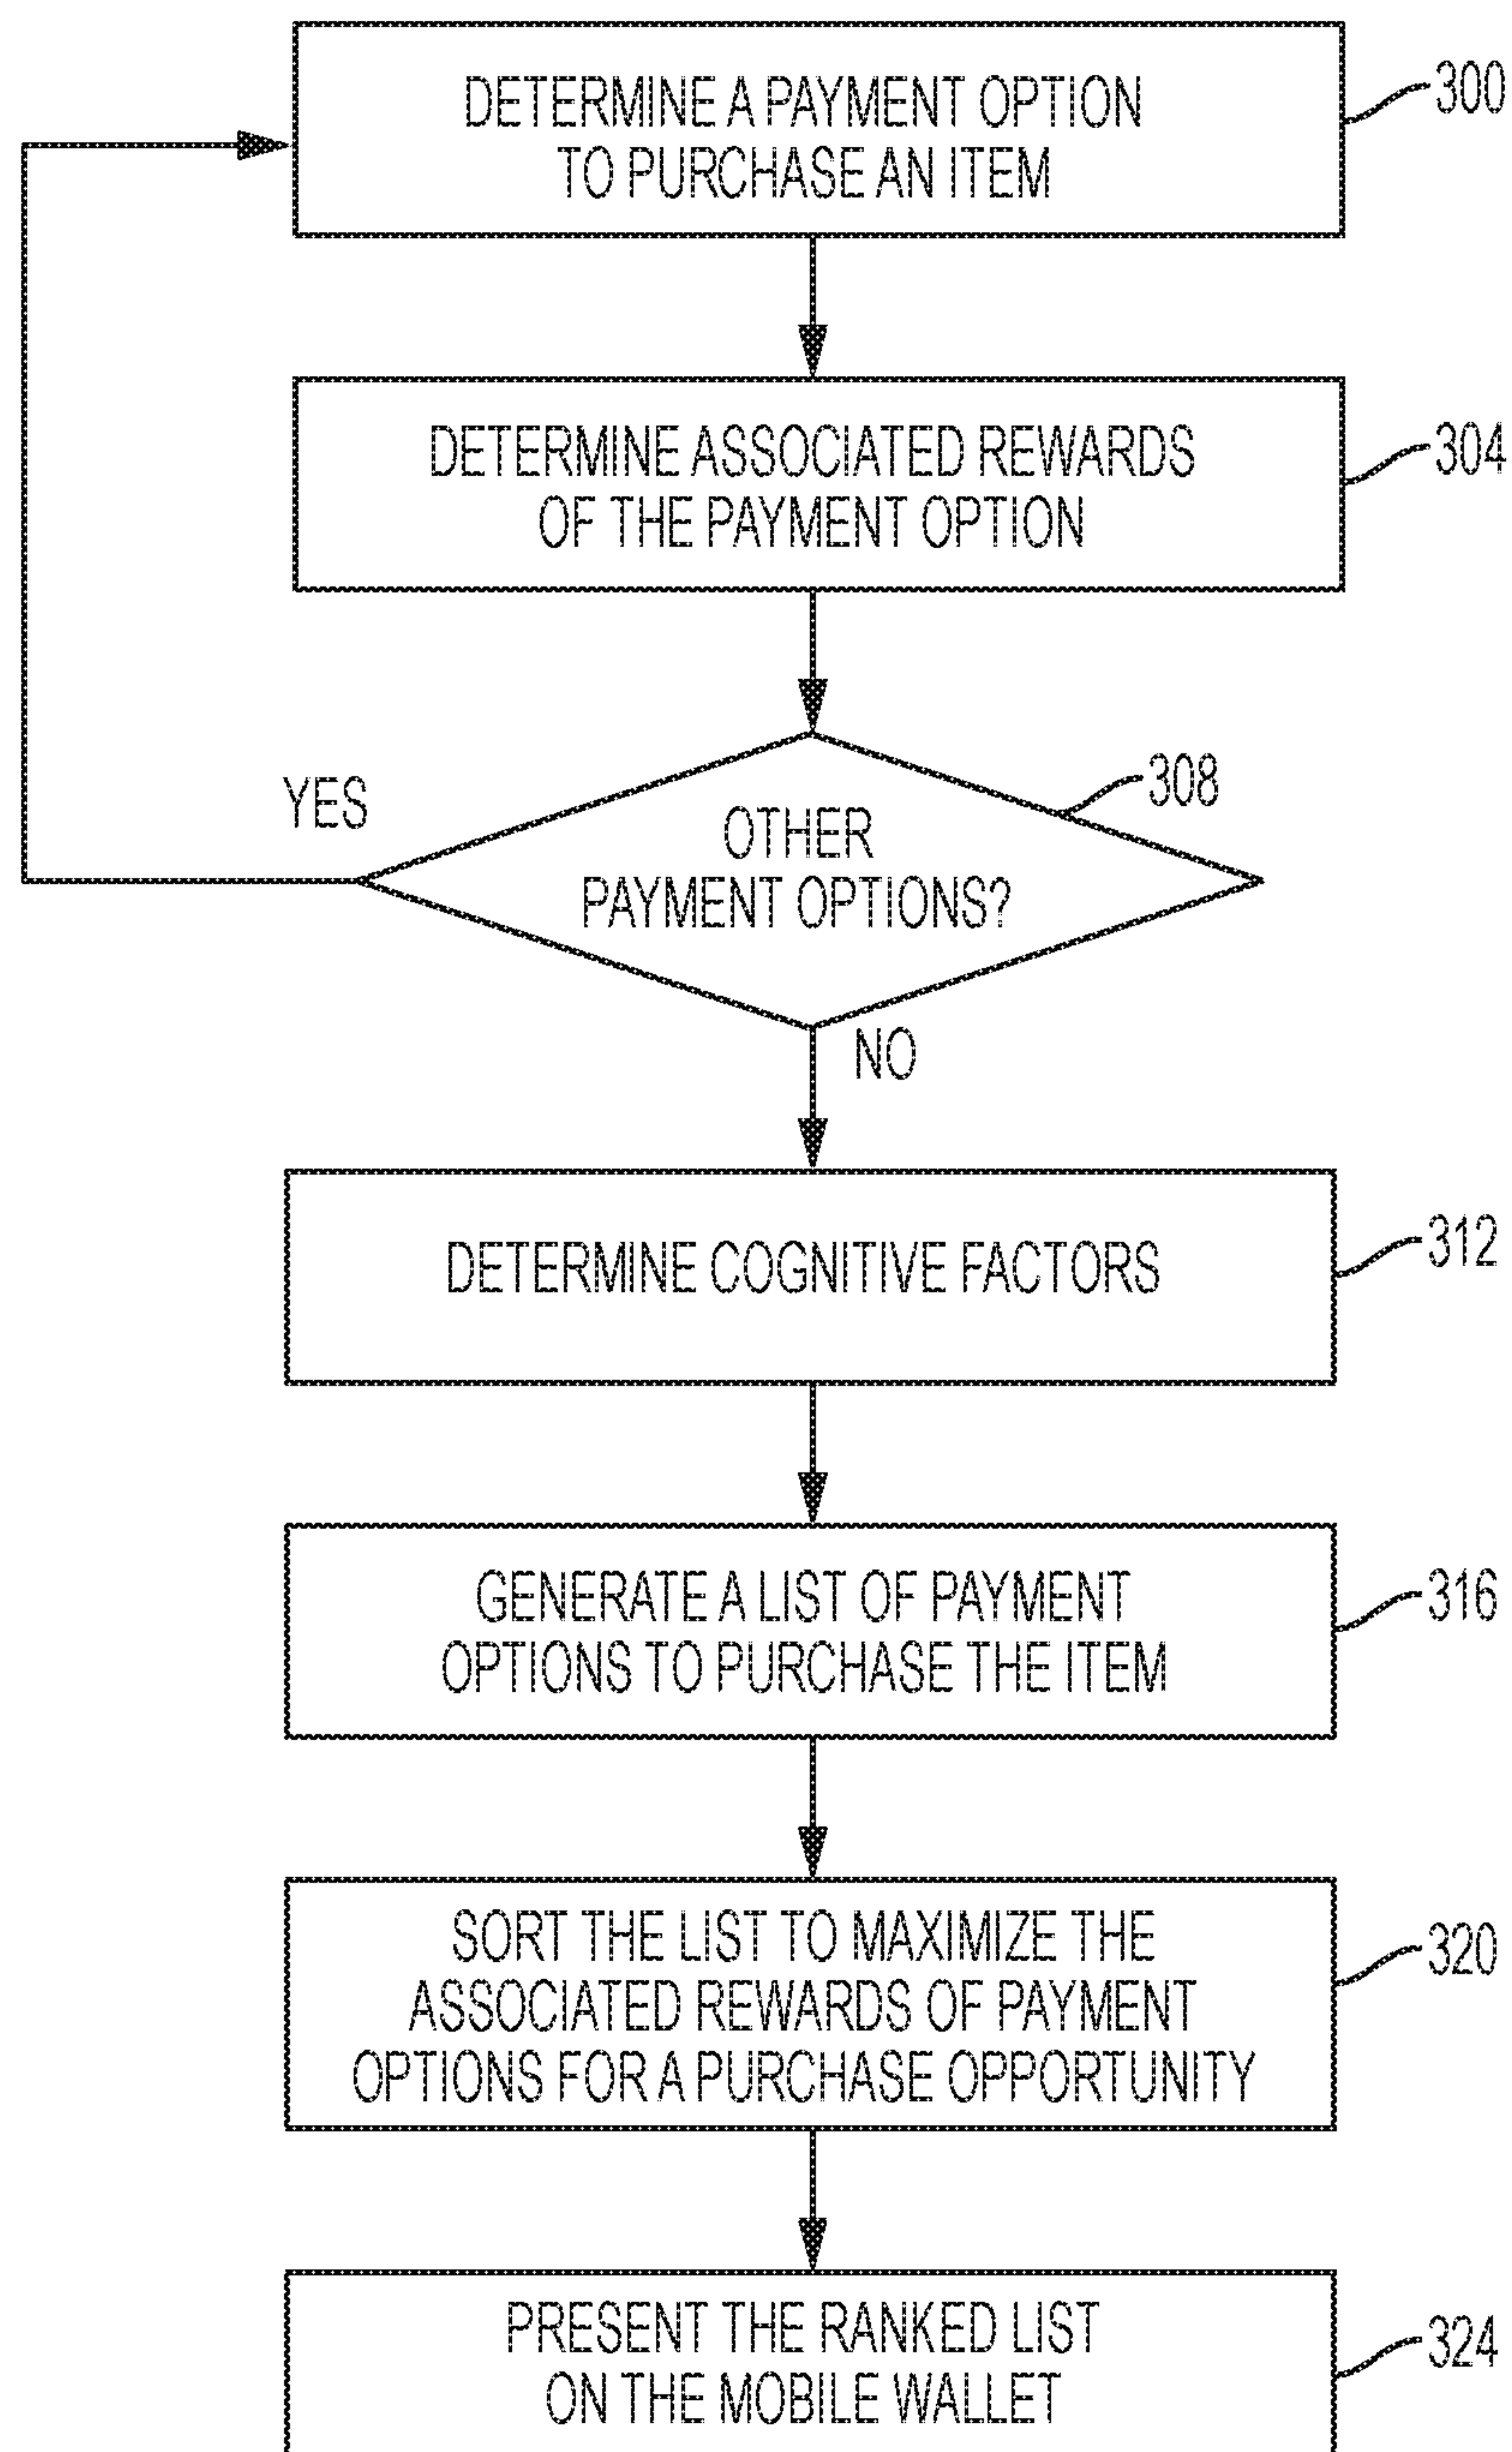 DETERMINE A PAYMENT OPTION
TO PURCHASE AN ITEM
300
DETERMINE ASSOCIATED REWARDS
OF THE PAYMENT OPTION
304
YES
308
OTHER
PAYMENT OPTIONS?
NO
DETERMINE COGNITIVE FACTORS
312
GENERATE A LIST OF PAYMENT
OPTIONS TO PURCHASE THE ITEM
316
SORT THE LIST TO MAXIMIZE THE
ASSOCIATED REWARDS OF PAYMENT
OPTIONS FOR A PURCHASE OPPORTUNITY
320
PRESENT THE RANKED LIST
ON THE MOBILE WALLET
324